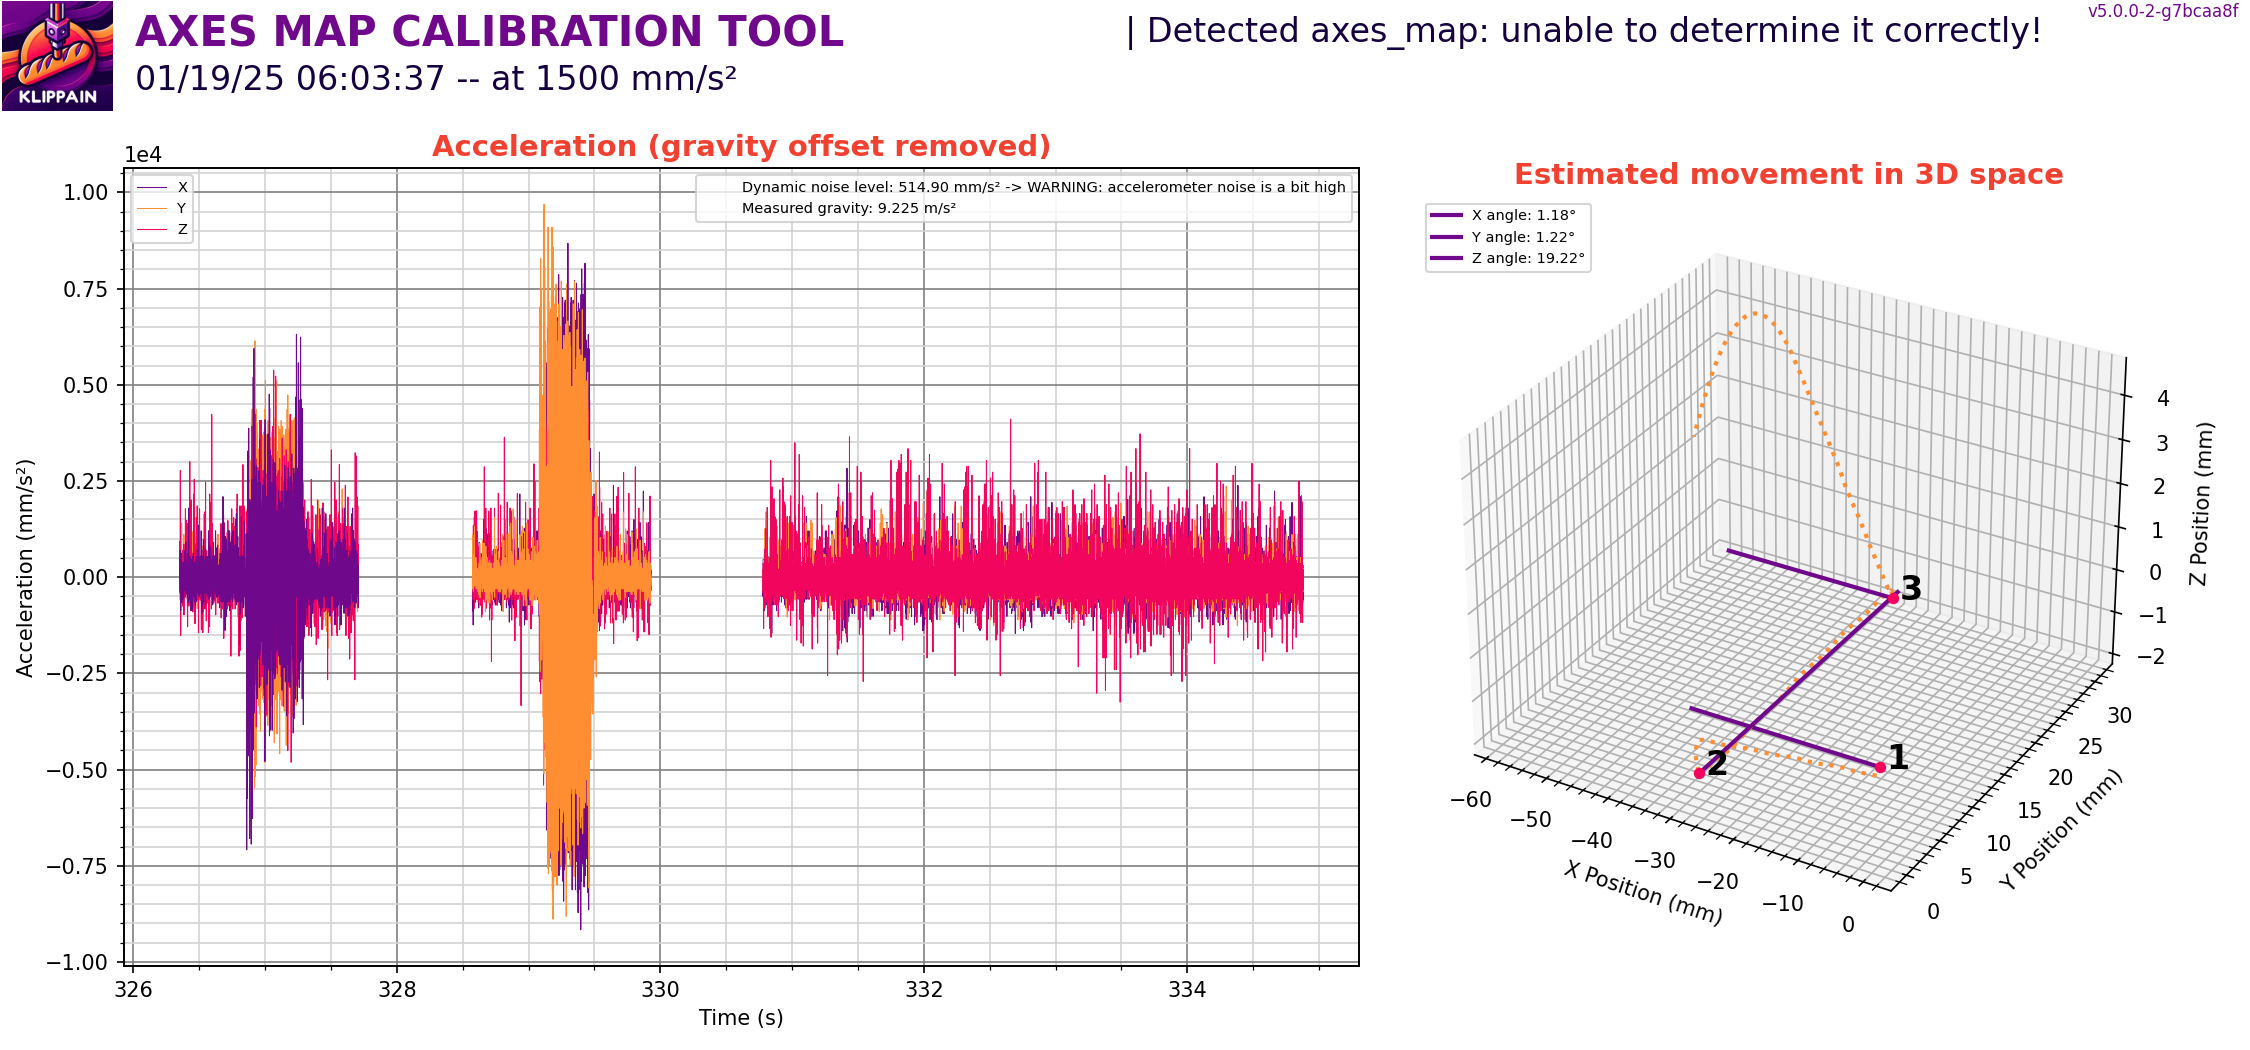 KLIPPAIN
AXES MAP CALIBRATION TOOL
01/19/25 06:03:37 -- at 1500 mm/s²
| Detected axes_map: unable to determine it correctly!
v5.0.0-2-g7bcaa8f
Acceleration (gravity offset removed)
1e4
X
Y
Z
Dynamic noise level: 514.90 mm/s² -> WARNING: accelerometer noise is a bit high
Measured gravity: 9.225 m/s²
Acceleration (mm/s²)
1.00
0.75
0.50
0.25
0.00
−0.25
−0.50
−0.75
−1.00
326
328
330
332
334
Time (s)
Estimated movement in 3D space
X angle: 1.18°
Y angle: 1.22°
Z angle: 19.22°
3
1
2
4
3
2
1
0
−1
−2
Z Position (mm)
−60
−50
−40
−30
−20
−10
0
X Position (mm)
0
5
10
15
20
25
30
Y Position (mm)